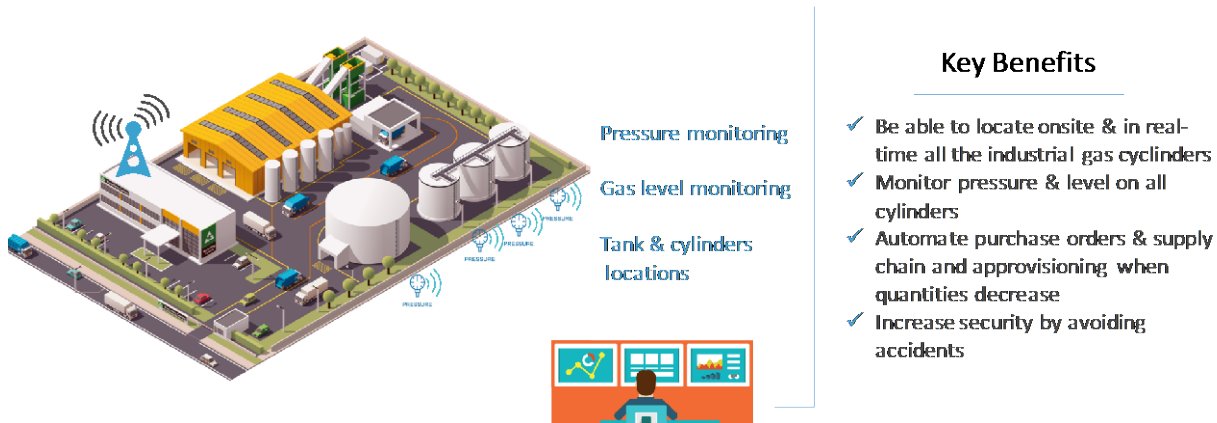 Pressure monitoring
Gas level monitoring
Tank & cylinders
locations
PRESSURE
PRESSURE
PRESSURE
PRESSURE
Key Benefits
✓ Be able to locate onsite & in real-
time all the industrial gas cyclinders
✓ Monitor pressure & level on all
cylinders
✓ Automate purchase orders & supply
chain and approvisioning when
quantities decrease
✓ Increase security by avoiding
accidents